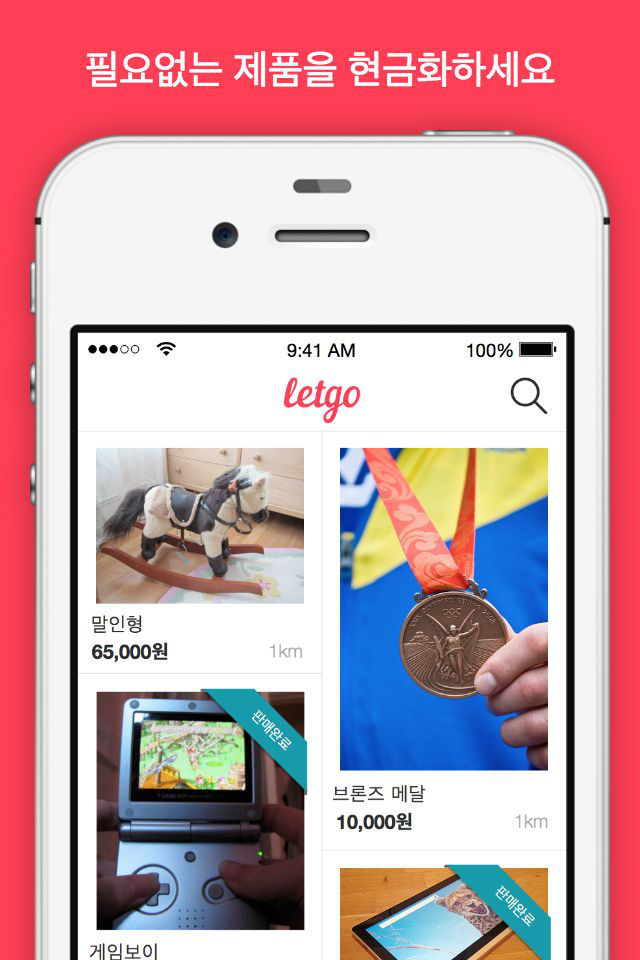 필요없는 제품을 현금화하세요
9:41 AM
100%
letgo
말인형
65,000원
1km
판매완료
게임보이
브론즈 메달
10,000원
1km
판매완료